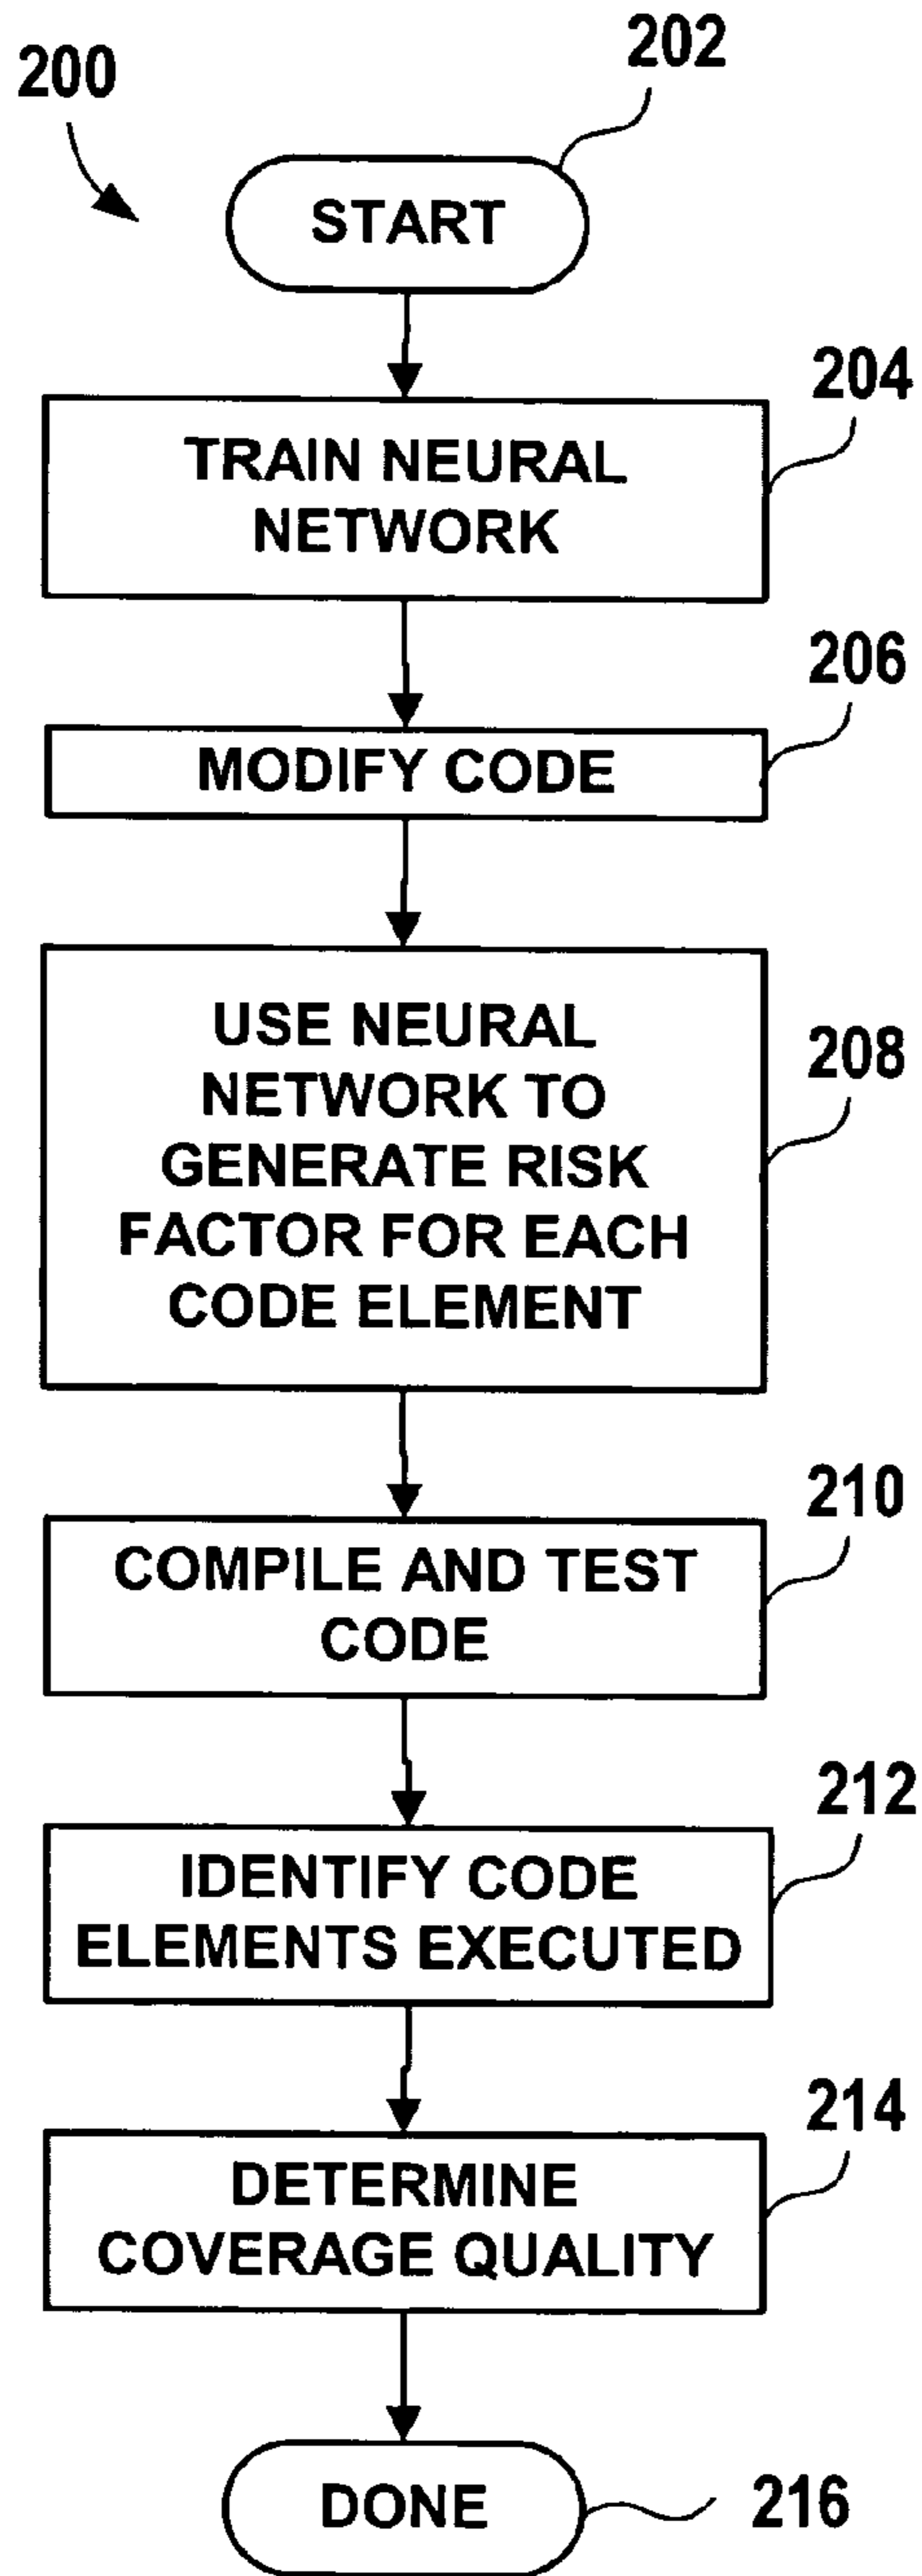 200
202
START
204
TRAIN NEURAL
NETWORK
206
MODIFY CODE
208
USE NEURAL
NETWORK TO
GENERATE RISK
FACTOR FOR EACH
CODE ELEMENT
210
COMPILE AND TEST
CODE
212
IDENTIFY CODE
ELEMENTS EXECUTED
214
DETERMINE
COVERAGE QUALITY
DONE
216